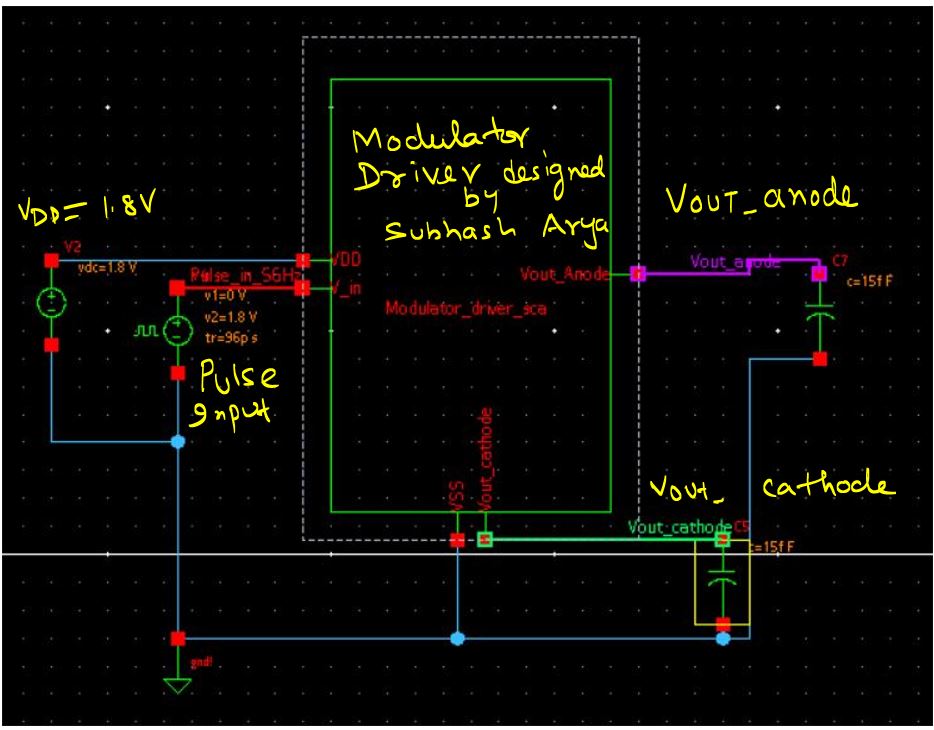 Modulator
Driver designed
by
Subhash Arya
VDD = 1.8V
VOUT_anode
V2
vdc=1.8 V
VDD
Pulse_in_5GHz
V_in
v1=0 V
v2=1.8 V
tr=96p s
Vout_Anode
Vout_anode
C7
c=15f F
Modulator_driver_sca
Pulse
Input
VSS
Vout_cathode
Vout_ cathode
Vout_cathode
C5
c=15f F
gnd!